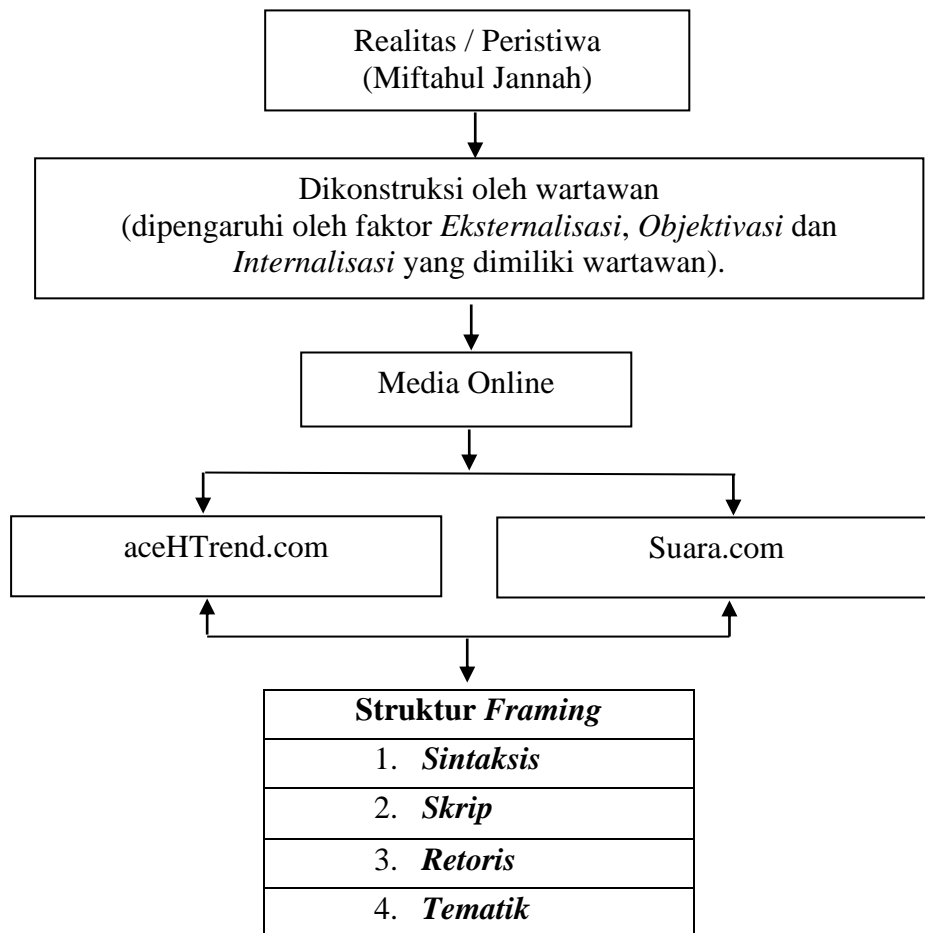 Realitas / Peristiwa
(Miftahul Jannah)
Dikonstruksi oleh wartawan
(dipengaruhi oleh faktor Eksternalisasi, Objektivasi dan
Internalisasi yang dimiliki wartawan).
Media Online
aceHTrend.com
Suara.com
Struktur Framing
1. Sintaksis
2. Skrip
3. Retoris
4. Tematik